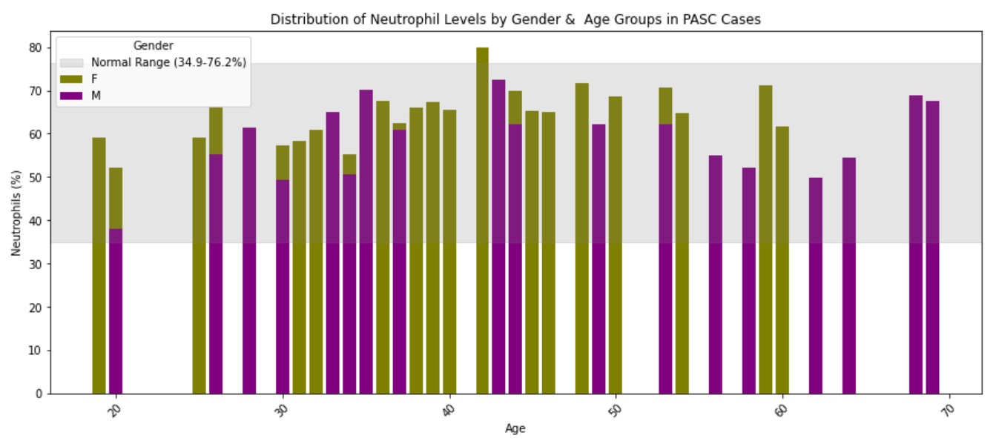 Distribution of Neutrophil Levels by Gender &  Age Groups in PASC Cases
Gender
Normal Range (34.9-76.2%)
F
M
Neutrophils (%)
80
70
60
50
40
30
20
10
0
20
30
40
50
60
70
Age